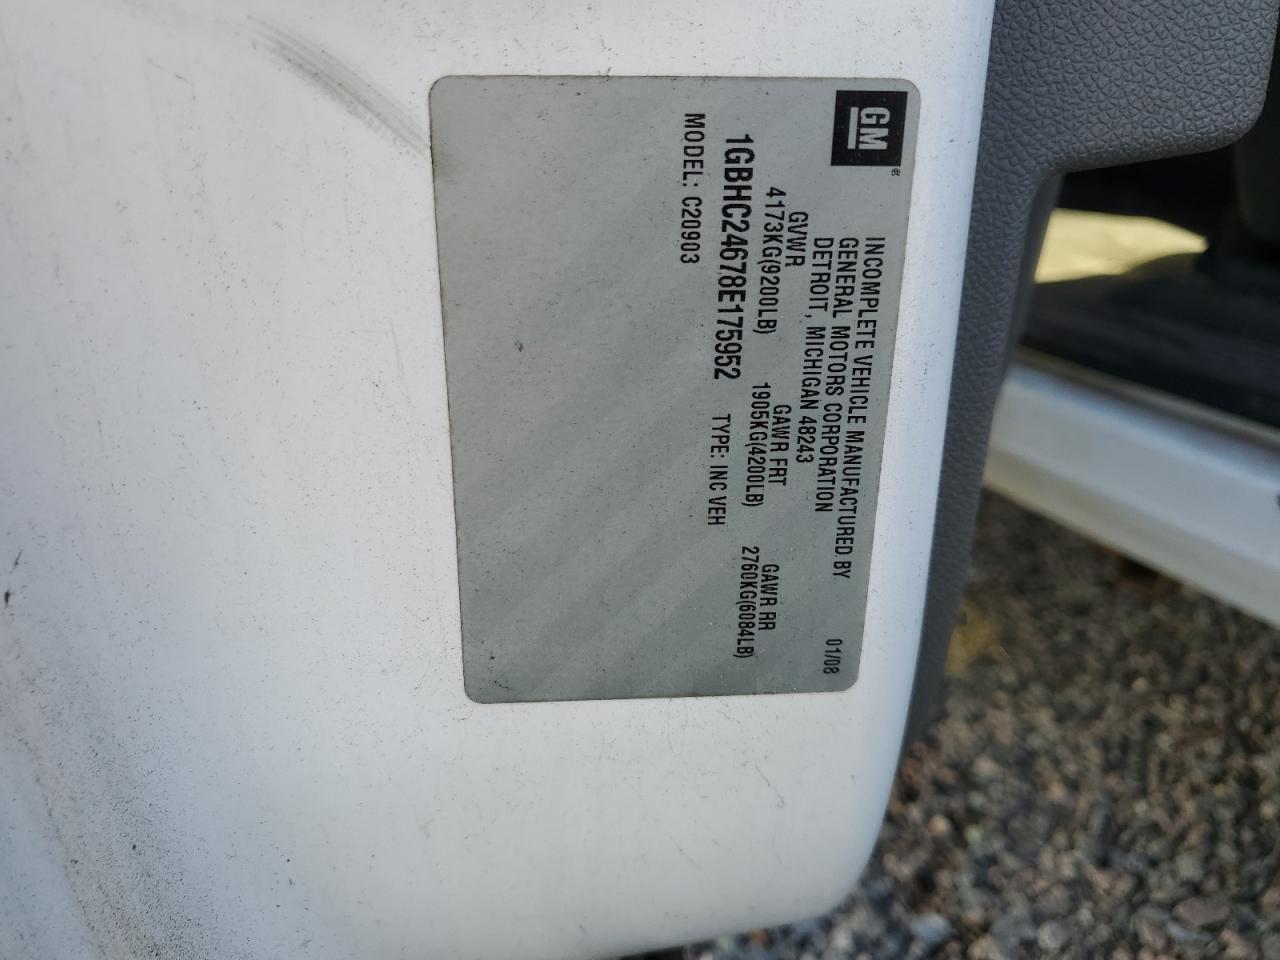 GM®
INCOMPLETE VEHICLE MANUFACTURED BY
GENERAL MOTORS CORPORATION
DETROIT, MICHIGAN 48243
01/08
GVWR GAWR FRT GAWR RR
4173KG(9200LB) 1905KG(4200LB) 2760KG(6084LB)
1GBHC24678E175952 TYPE: INC VEH
MODEL: C20903